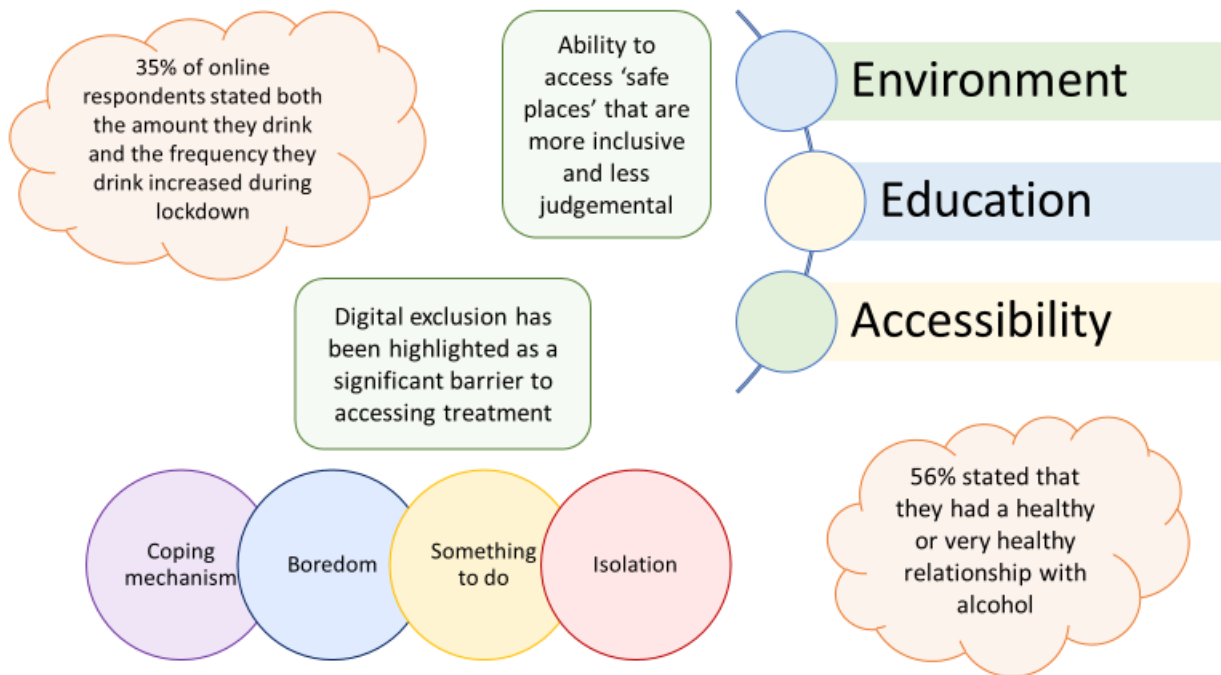 35% of online
respondents stated both
the amount they drink
and the frequency they
drink increased during
lockdown
Ability to
access ‘safe
places’ that are
more inclusive
and less
judgemental
Environment
Education
Accessibility
Digital exclusion has
been highlighted as a
significant barrier to
accessing treatment
Coping
mechanism
Boredom
Something
to do
Isolation
56% stated that
they had a healthy
or very healthy
relationship with
alcohol